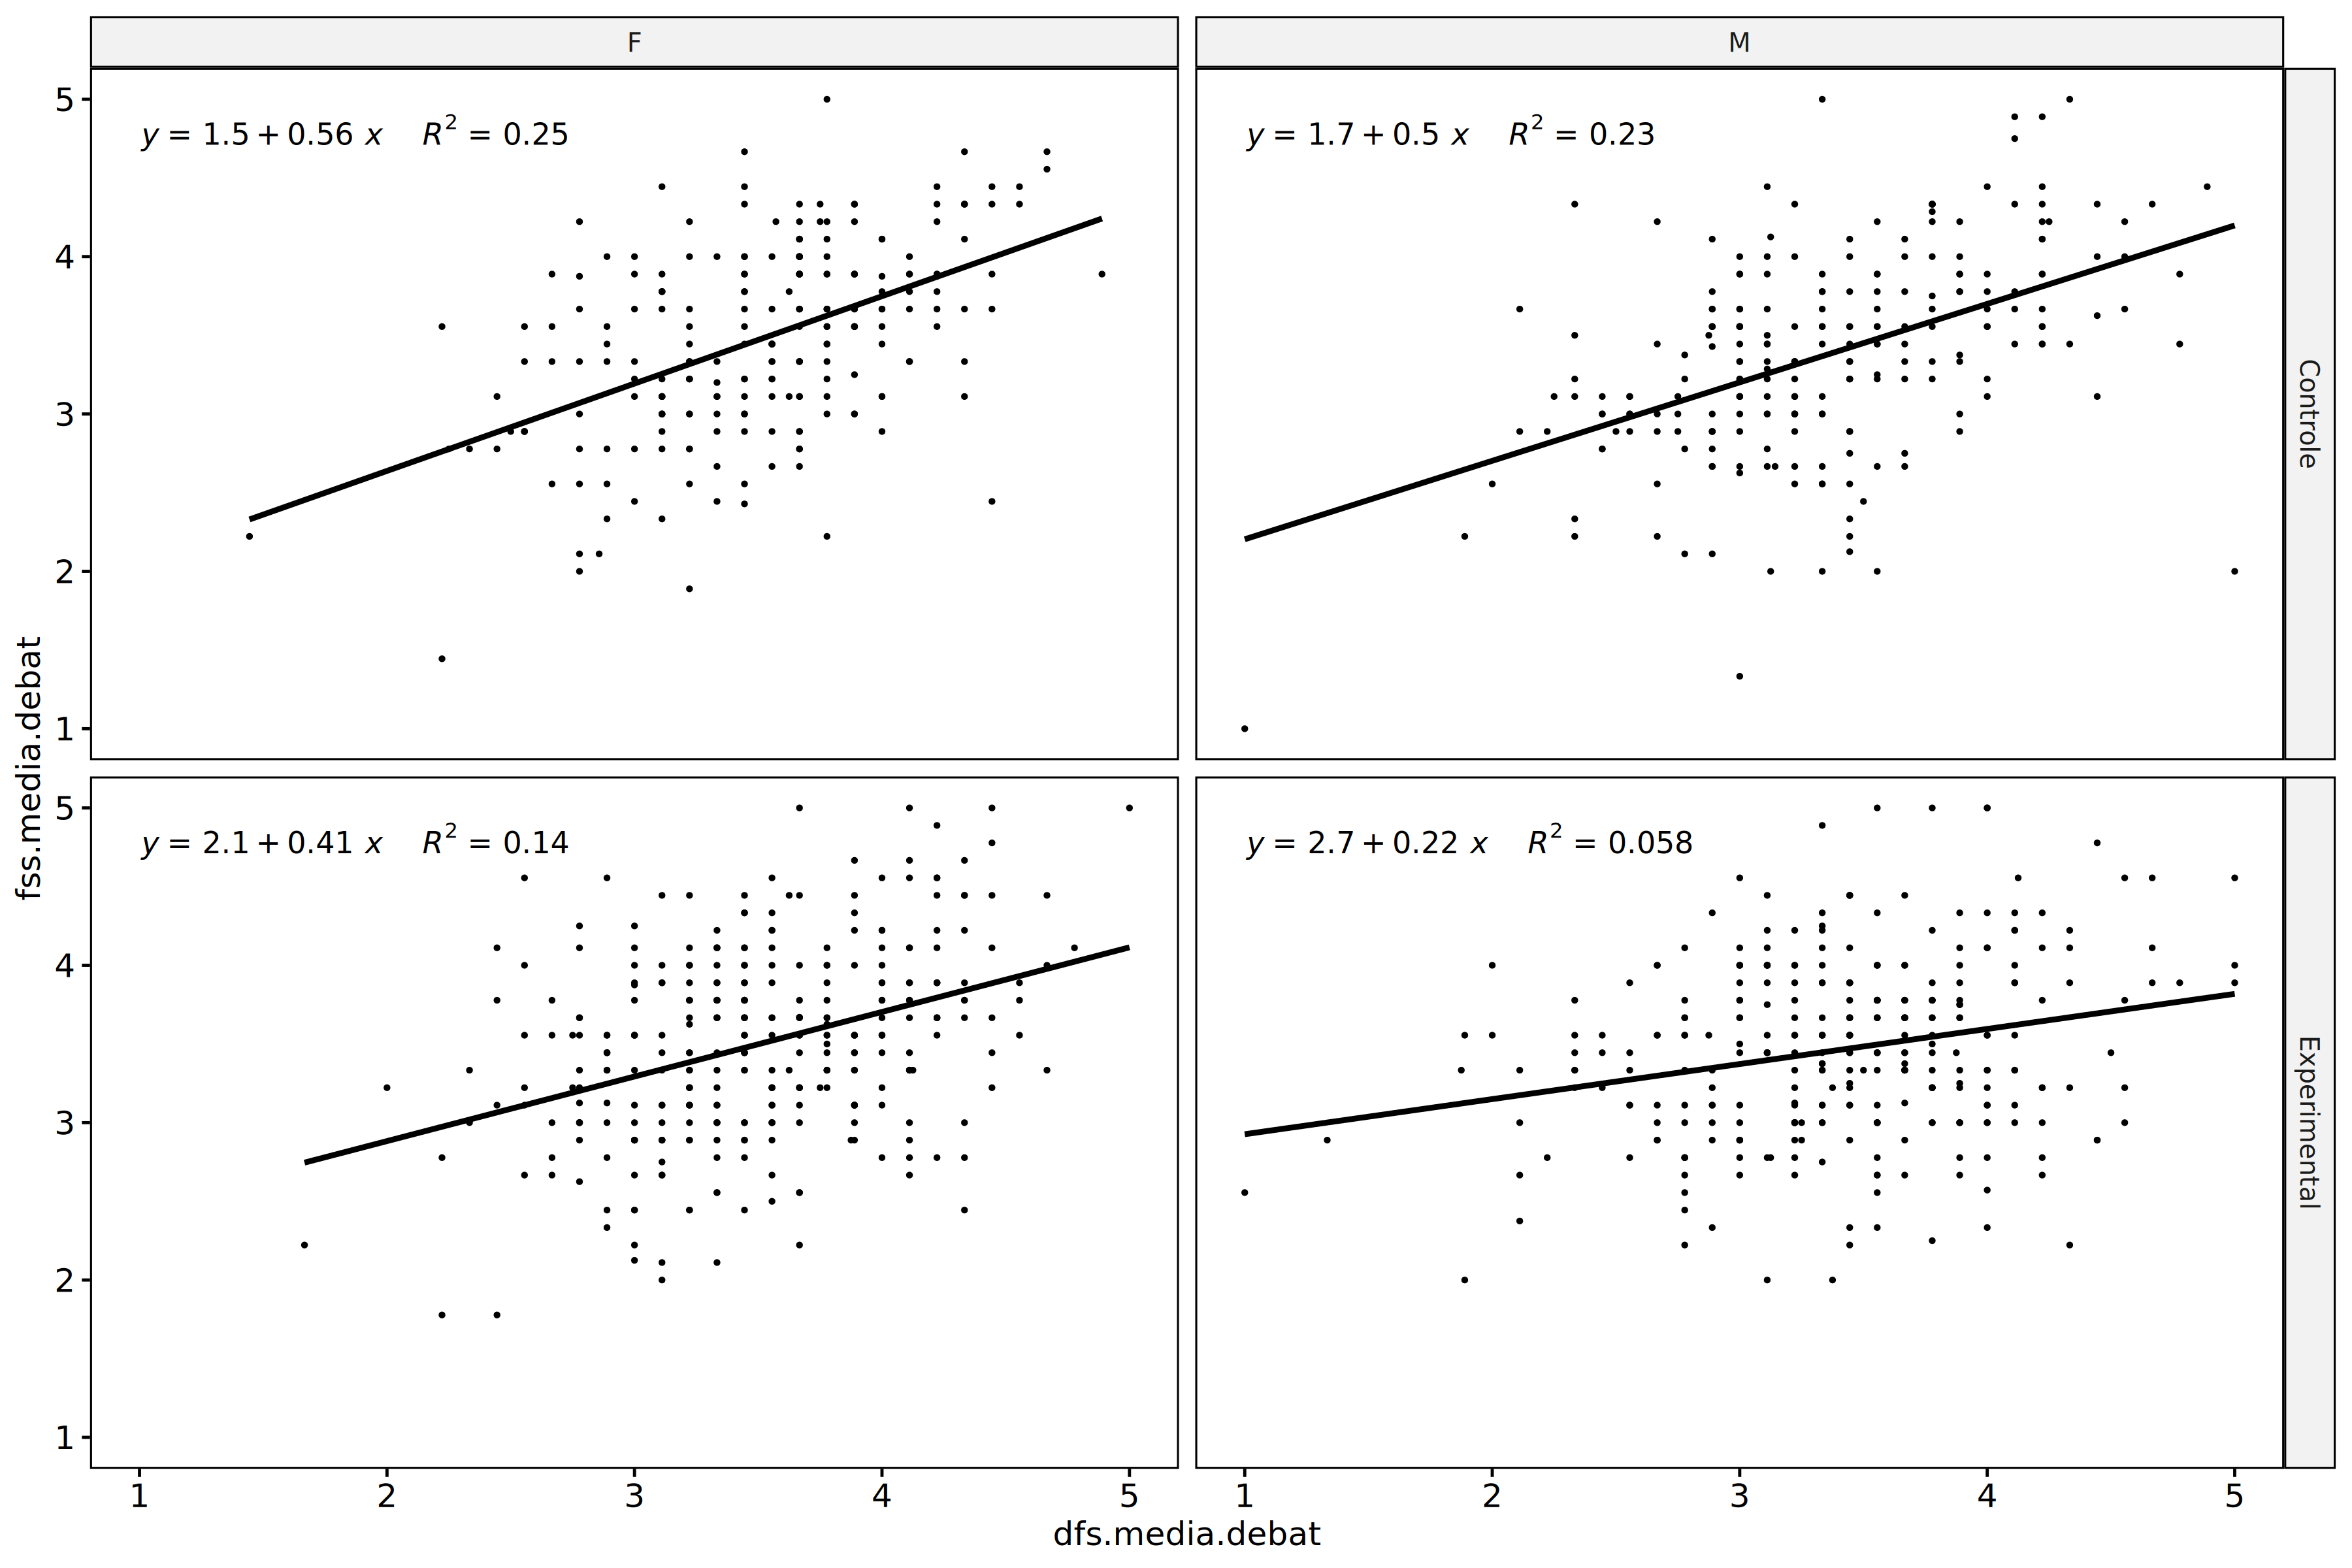 F
M
y = 1.5 + 0.56 x R² = 0.25
y = 1.7 + 0.5 x R² = 0.23
5
4
3
2
1
Controle
y = 2.1 + 0.41 x R² = 0.14
y = 2.7 + 0.22 x R² = 0.058
5
4
3
2
1
Experimental
fss.media.debat
1 2 3 4 5
1 2 3 4 5
dfs.media.debat